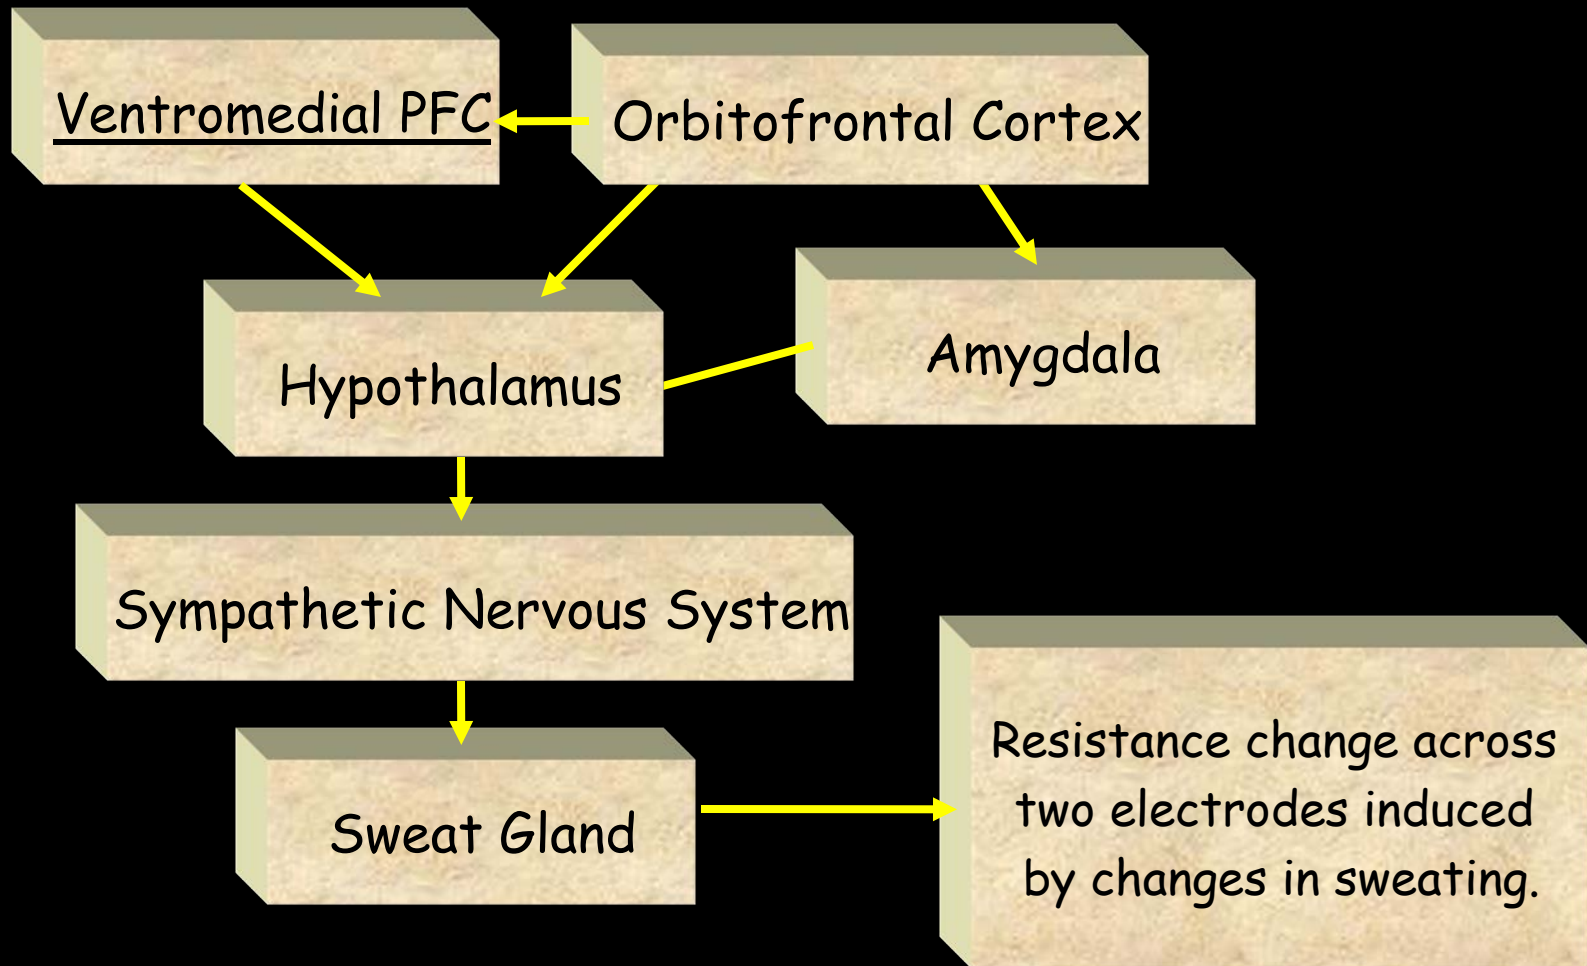 Ventromedial PFC
Orbitofrontal Cortex
Hypothalamus
Amygdala
Sympathetic Nervous System
Sweat Gland
Resistance change across
two electrodes induced
by changes in sweating.